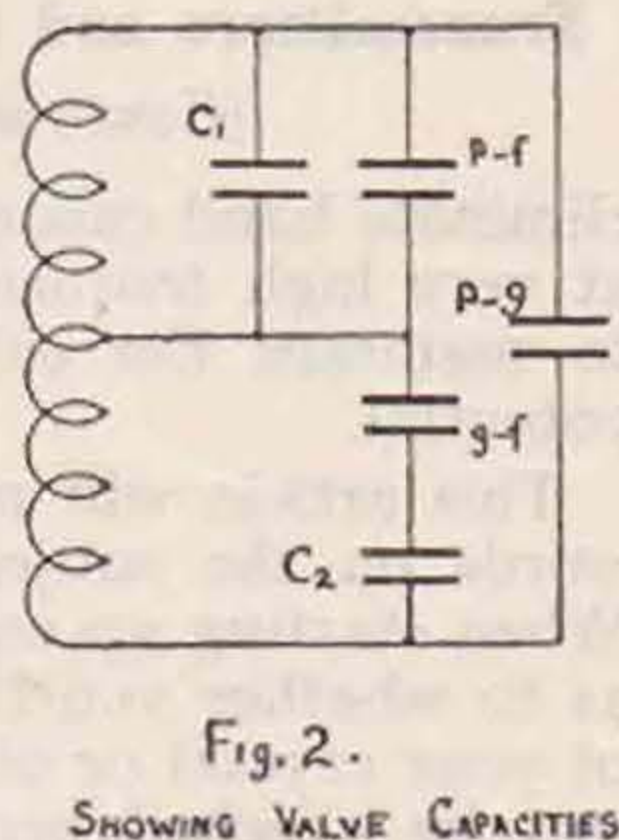 C₁
p-f
p-g
g-f
C₂
Fig. 2.
SHOWING VALVE CAPACITIES